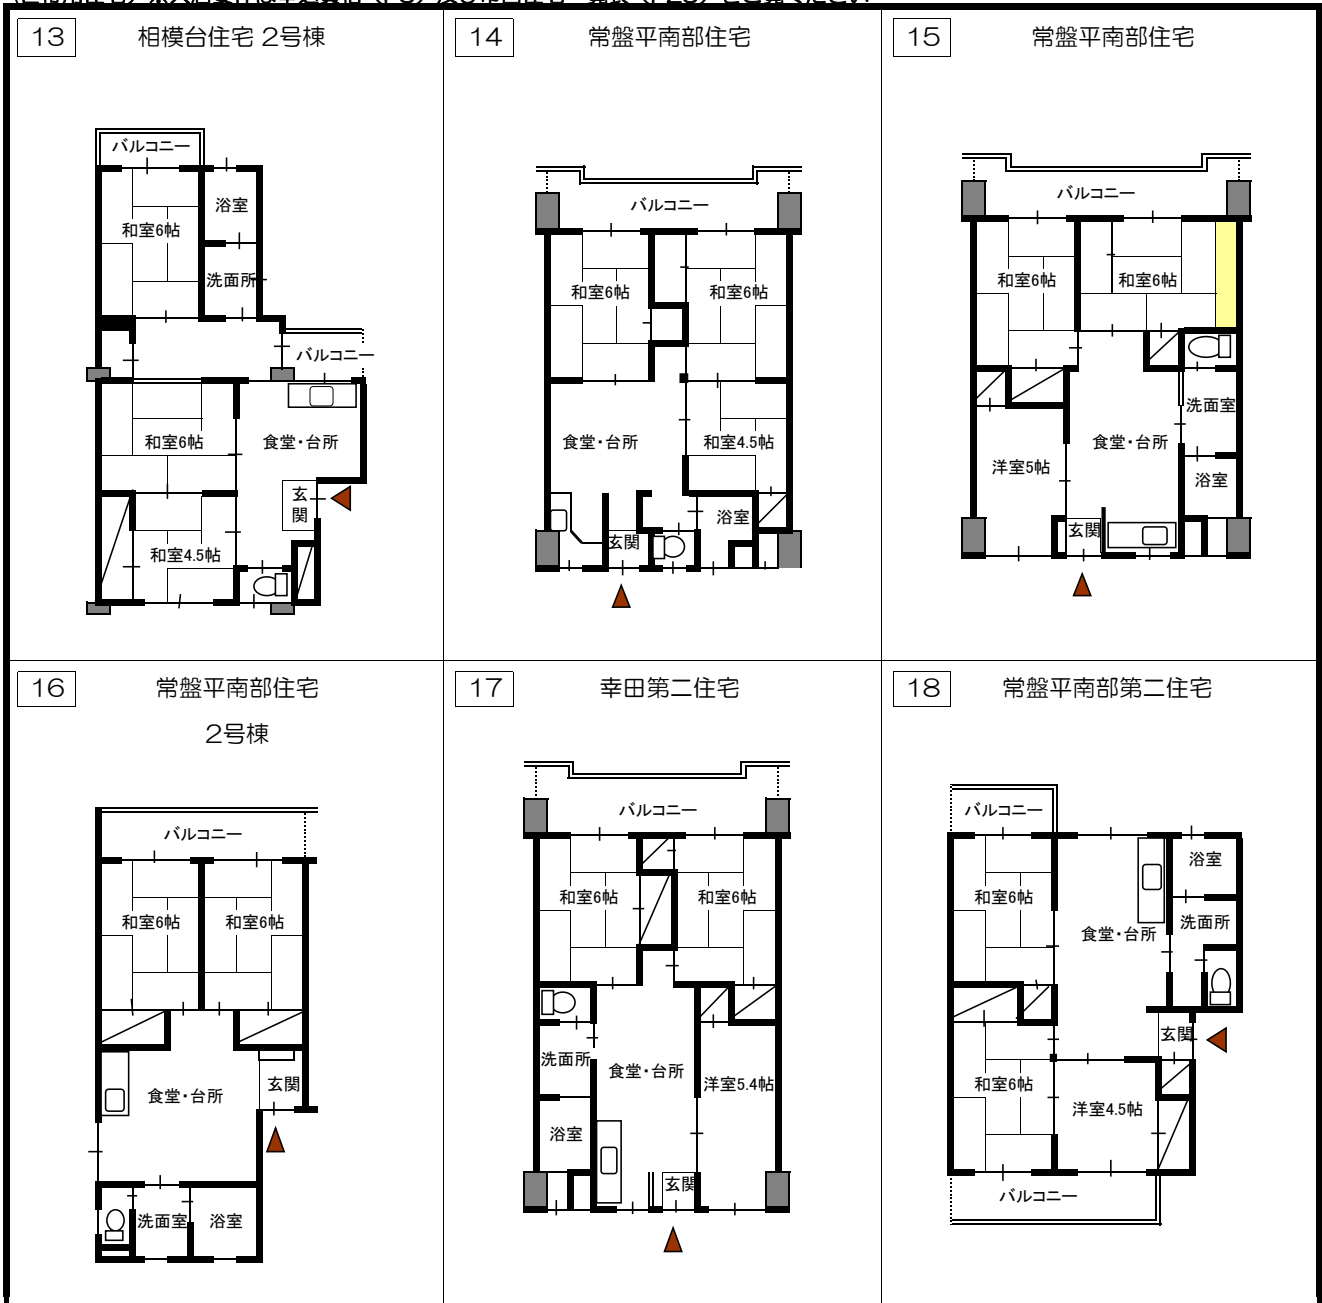 13
相模台住宅 2号棟
バルコニー
浴室
和室6帖
洗面所
バルコニー
和室6帖
食堂・台所
玄
関
和室4.5帖
14
常盤平南部住宅
バルコニー
和室6帖
和室6帖
食堂・台所
和室4.5帖
浴室
玄関
15
常盤平南部住宅
バルコニー
和室6帖
和室6帖
洗面室
食堂・台所
洋室5帖
浴室
玄関
16
常盤平南部住宅
2号棟
バルコニー
和室6帖
和室6帖
玄関
食堂・台所
洗面室
浴室
17
幸田第二住宅
バルコニー
和室6帖
和室6帖
洗面所
食堂・台所
洋室5.4帖
浴室
玄関
18
常盤平南部第二住宅
バルコニー
浴室
和室6帖
洗面所
食堂・台所
玄関
和室6帖
洋室4.5帖
バルコニー